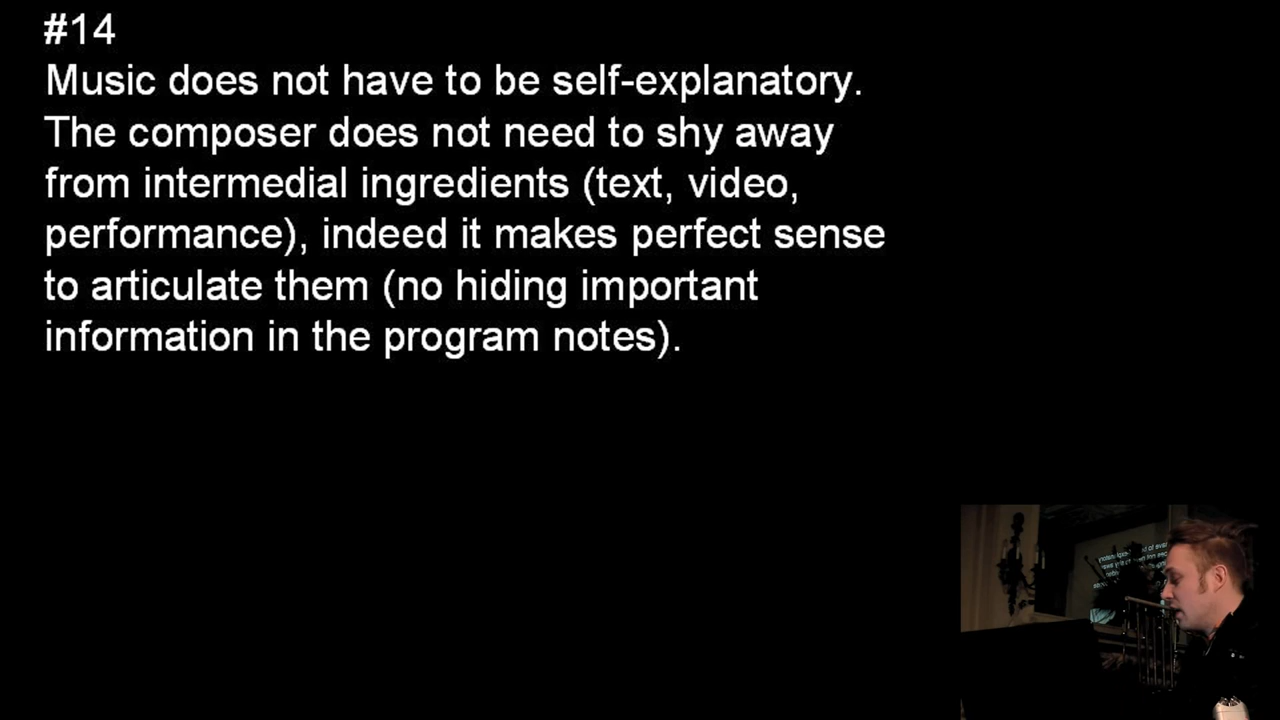 #14
Music does not have to be self-explanatory.
The composer does not need to shy away
from intermedial ingredients (text, video,
performance), indeed it makes perfect sense
to articulate them (no hiding important
information in the program notes).